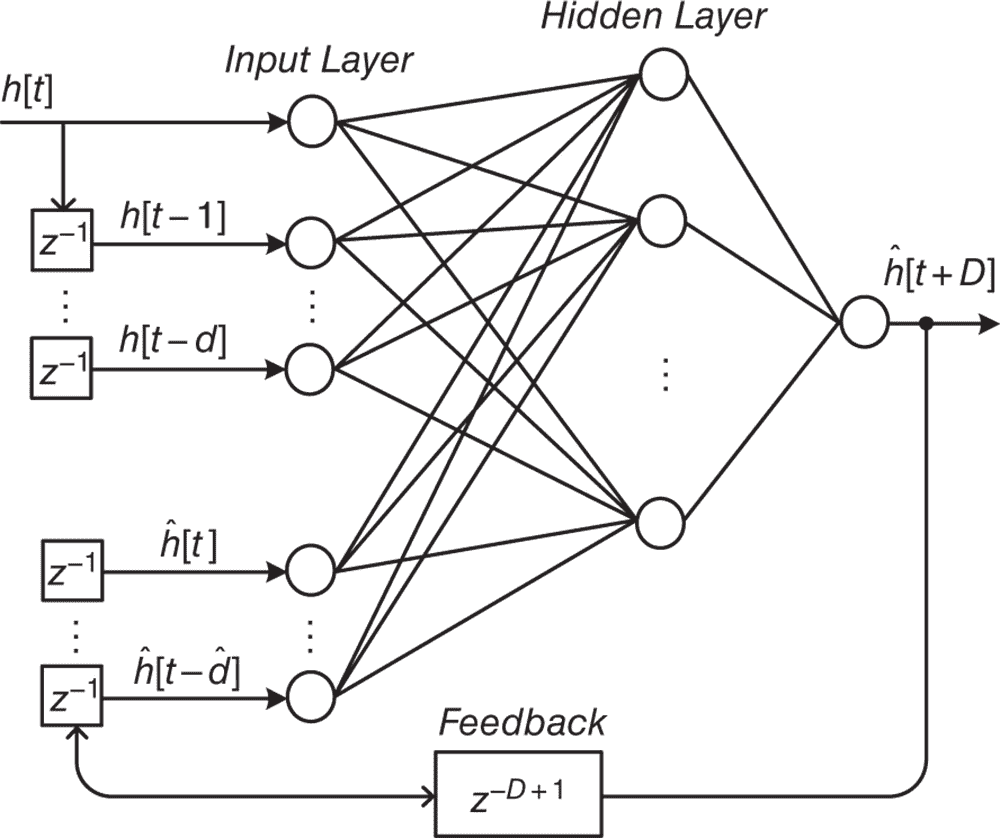 Hidden Layer
Input Layer
h[t]
z⁻¹
h[t − 1]
⋮
⋮
z⁻¹
h[t − d]
ĥ[t + D]
⋮
z⁻¹
ĥ[t]
⋮
⋮
z⁻¹
ĥ[t − d̂]
Feedback
z⁻ᴰ⁺¹